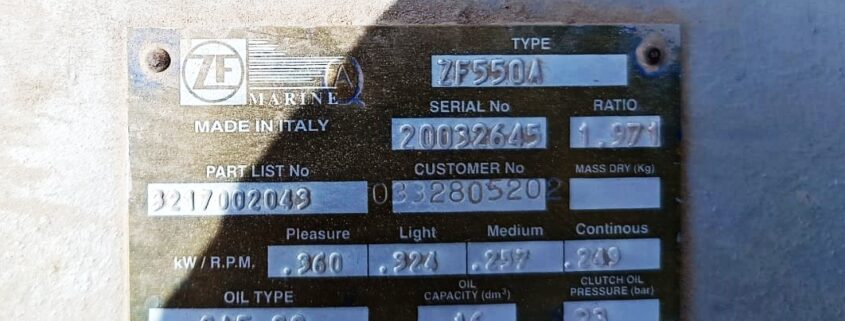 TYPE
ZF MARINE A ZF550A
SERIAL No RATIO
MADE IN ITALY 20032645 1.971
PART LIST No CUSTOMER No MASS DRY (Kg)
3217002049 0332805202
Pleasure Light Medium Continous
kW / R.P.M. .360 .324 .297 .249
OIL TYPE OIL CAPACITY (dm³) CLUTCH OIL PRESSURE (bar)